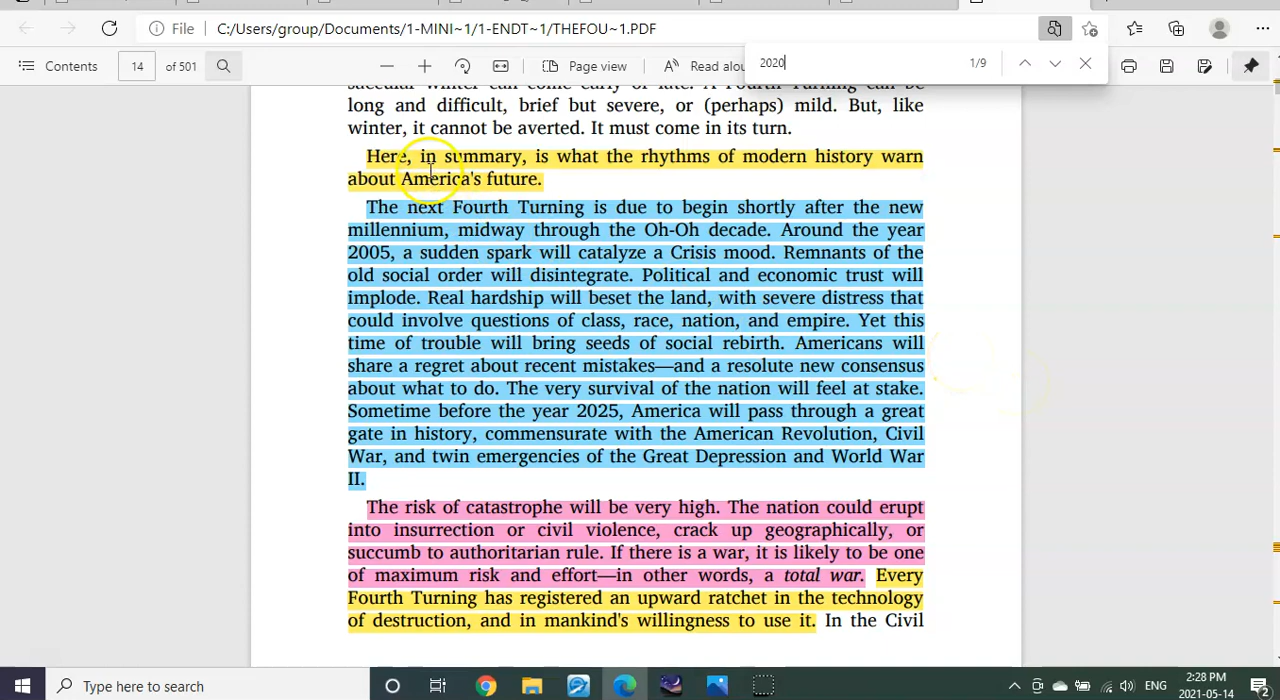 File C:/Users/group/Documents/1-MINI~1/1-ENDT~1/THEFOU~1.PDF
Contents 14 of 501 Page view Read alou
2020 1/9
saecular winter can come early or late. A Fourth Turning can be
long and difficult, brief but severe, or (perhaps) mild. But, like
winter, it cannot be averted. It must come in its turn.
Here, in summary, is what the rhythms of modern history warn
about America's future.
The next Fourth Turning is due to begin shortly after the new
millennium, midway through the Oh-Oh decade. Around the year
2005, a sudden spark will catalyze a Crisis mood. Remnants of the
old social order will disintegrate. Political and economic trust will
implode. Real hardship will beset the land, with severe distress that
could involve questions of class, race, nation, and empire. Yet this
time of trouble will bring seeds of social rebirth. Americans will
share a regret about recent mistakes—and a resolute new consensus
about what to do. The very survival of the nation will feel at stake.
Sometime before the year 2025, America will pass through a great
gate in history, commensurate with the American Revolution, Civil
War, and twin emergencies of the Great Depression and World War
II.
The risk of catastrophe will be very high. The nation could erupt
into insurrection or civil violence, crack up geographically, or
succumb to authoritarian rule. If there is a war, it is likely to be one
of maximum risk and effort—in other words, a total war. Every
Fourth Turning has registered an upward ratchet in the technology
of destruction, and in mankind's willingness to use it. In the Civil
Type here to search
ENG
2:28 PM
2021-05-14
2